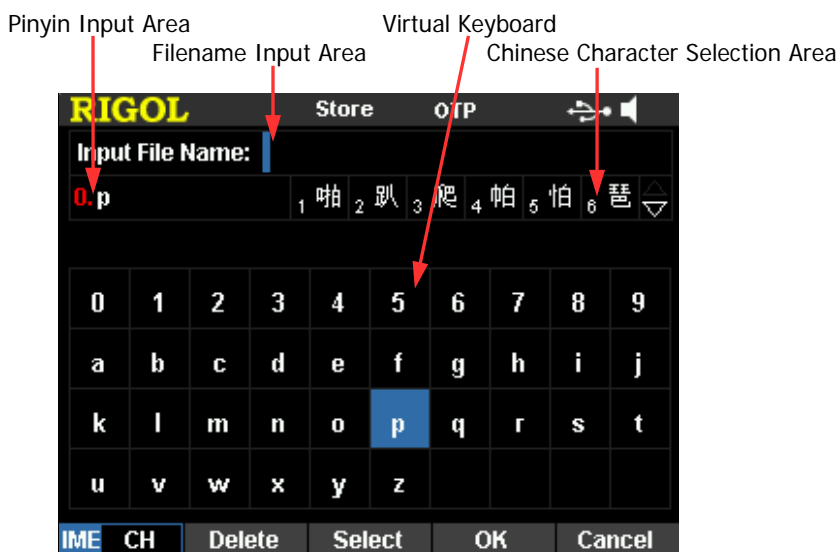 Pinyin Input Area Virtual Keyboard
Filename Input Area Chinese Character Selection Area
RIGOL Store OTP
Input File Name:
0.p 1 啪 2 趴 3 爬 4 帕 5 怕 6 琶
0 1 2 3 4 5 6 7 8 9
a b c d e f g h i j
k l m n o p q r s t
u v w x y z
IME CH Delete Select OK Cancel